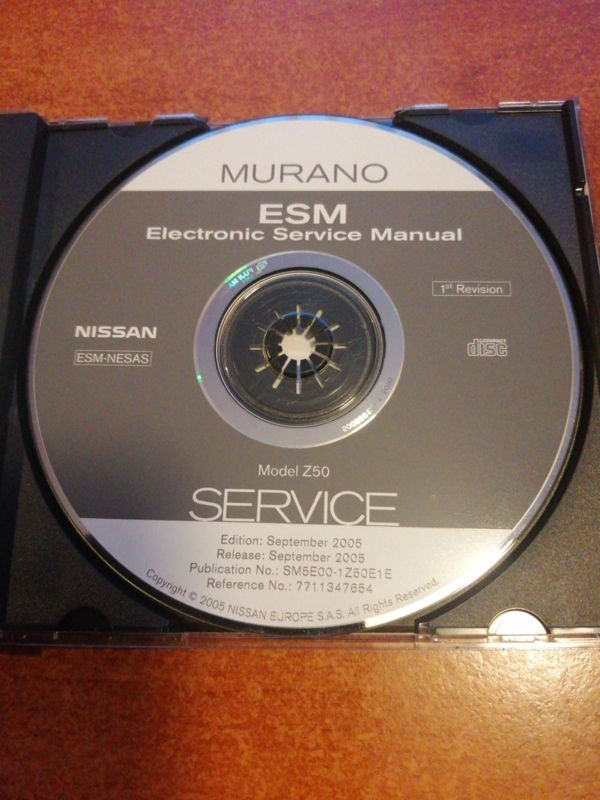 MURANO
ESM
Electronic Service Manual
1st Revision
NISSAN
ESM-NESAS
COMPACT
disc
Model Z50
SERVICE
Edition: September 2005
Release: September 2005
Publication No.: SM5E00-1Z50E1E
Reference No.: 7711347654
Copyright © 2005 NISSAN EUROPE S.A.S. All Rights Reserved.